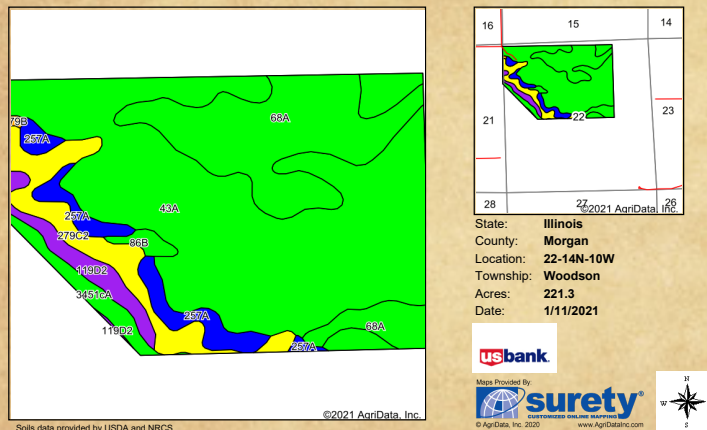 68A
79B
257A
43A
257A
86B
279C2
119D2
3451cA
257A
68A
119D2
257A
©2021 AgriData, Inc.
Soils data provided by USDA and NRCS.
16 15 14
21 22 23
28 27 26
©2021 AgriData, Inc.
State: Illinois
County: Morgan
Location: 22-14N-10W
Township: Woodson
Acres: 221.3
Date: 1/11/2021
usbank.
Maps Provided By:
surety®
CUSTOMIZED ONLINE MAPPING
© AgriData, Inc. 2020 www.AgriDataInc.com
N
W E
S